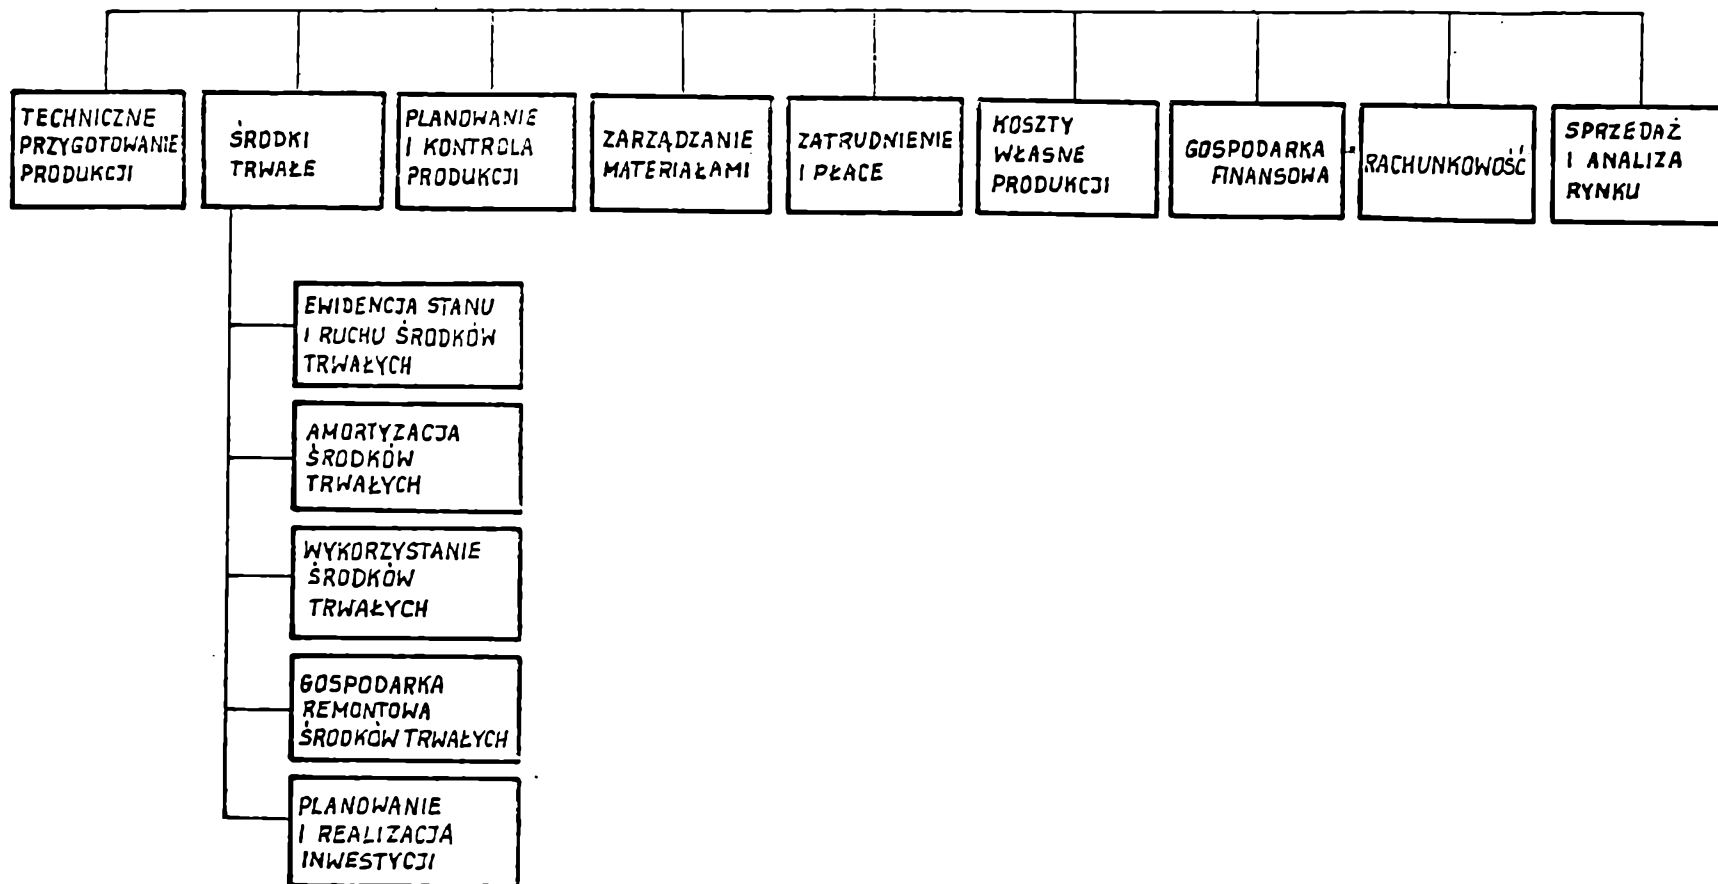 TECHNICZNE
PRZYGOTOWANIE
PRODUKCJI
ŚRODKI
TRWAŁE
PLANOWANIE
I KONTROLA
PRODUKCJI
ZARZĄDZANIE
MATERIAŁAMI
ZATRUDNIENIE
I PŁACE
KOSZTY
WŁASNE
PRODUKCJI
GOSPODARKA
FINANSOWA
RACHUNKOWOŚĆ
SPRZEDAŻ
I ANALIZA
RYNKU
EWIDENCJA STANU
I RUCHU ŚRODKÓW
TRWAŁYCH
AMORTYZACJA
ŚRODKÓW
TRWAŁYCH
WYKORZYSTANIE
ŚRODKÓW
TRWAŁYCH
GOSPODARKA
REMONTOWA
ŚRODKÓW TRWAŁYCH
PLANOWANIE
I REALIZACJA
INWESTYCJI